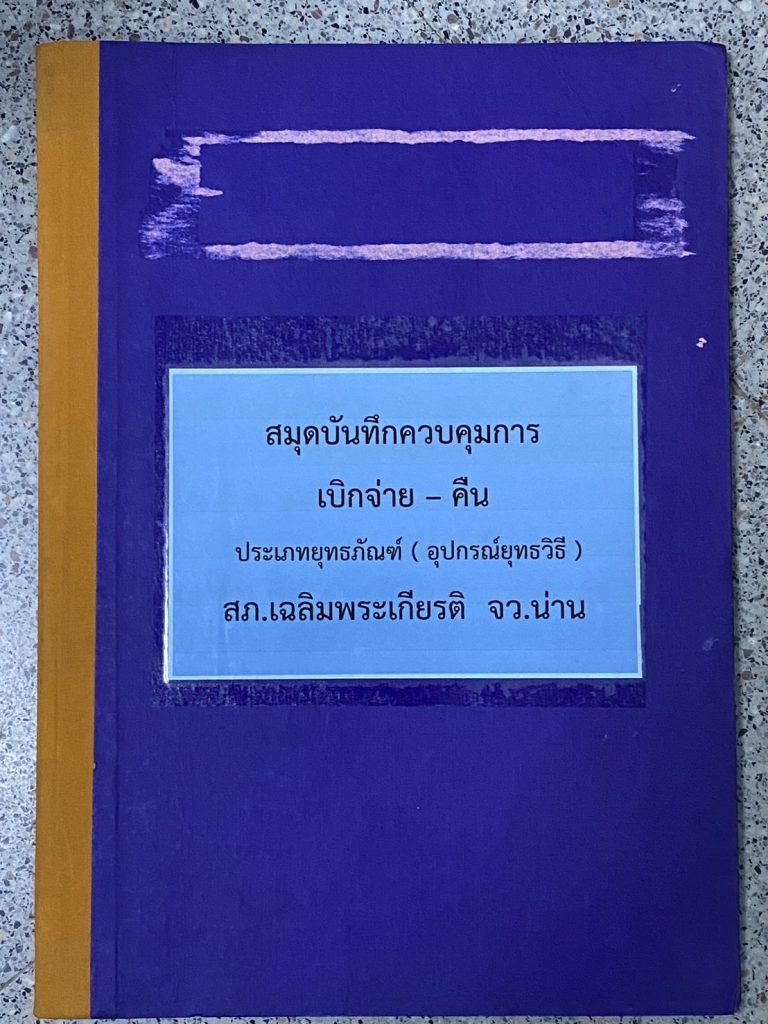 สมุดบันทึกควบคุมการ
เบิกจ่าย – คืน
ประเภทยุทธภัณฑ์ ( อุปกรณ์ยุทธวิธี )
สภ.เฉลิมพระเกียรติ จว.น่าน